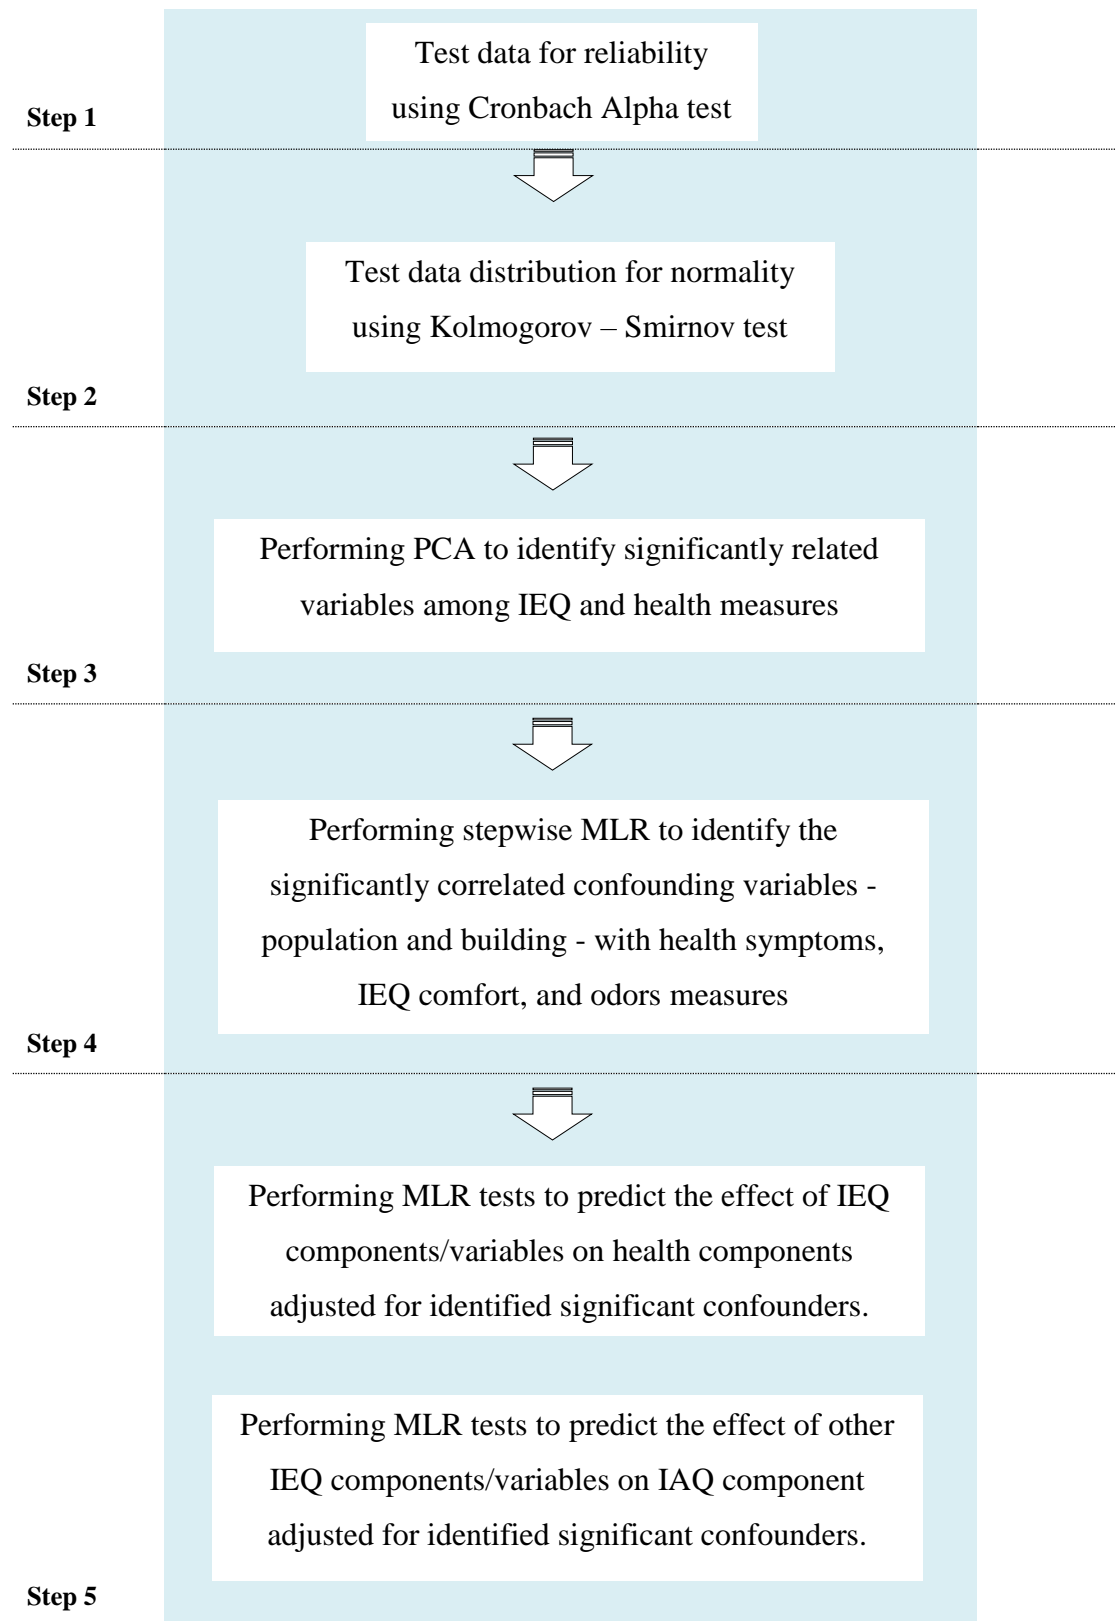 Test data for reliability
using Cronbach Alpha test
Step 1
Test data distribution for normality
using Kolmogorov – Smirnov test
Step 2
Performing PCA to identify significantly related
variables among IEQ and health measures
Step 3
Performing stepwise MLR to identify the
significantly correlated confounding variables -
population and building - with health symptoms,
IEQ comfort, and odors measures
Step 4
Performing MLR tests to predict the effect of IEQ
components/variables on health components
adjusted for identified significant confounders.
Performing MLR tests to predict the effect of other
IEQ components/variables on IAQ component
adjusted for identified significant confounders.
Step 5